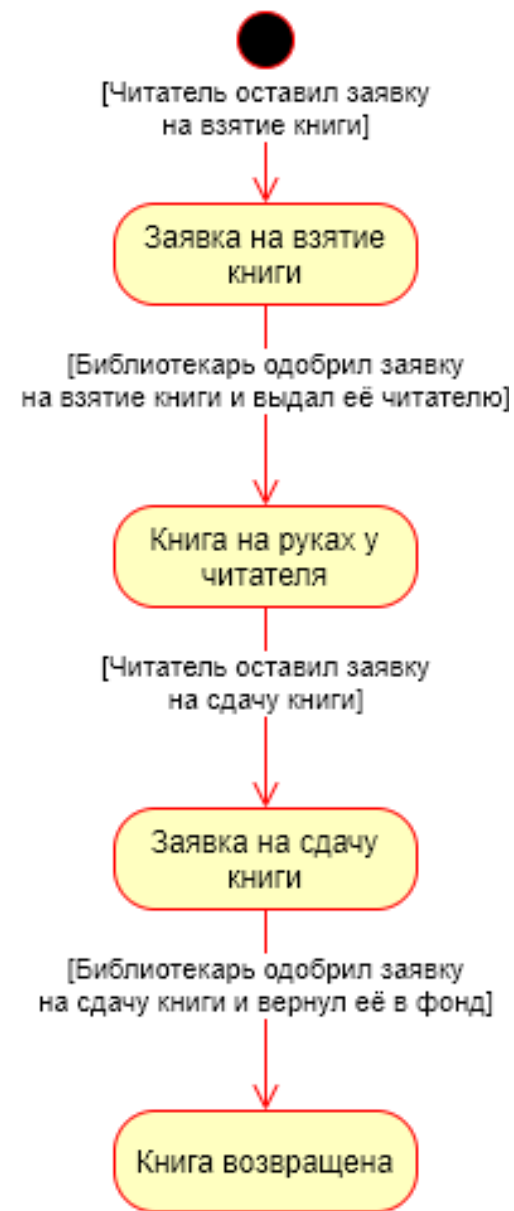 [Читатель оставил заявку
на взятие книги]
Заявка на взятие
книги
[Библиотекарь одобрил заявку
на взятие книги и выдал её читателю]
Книга на руках у
читателя
[Читатель оставил заявку
на сдачу книги]
Заявка на сдачу
книги
[Библиотекарь одобрил заявку
на сдачу книги и вернул её в фонд]
Книга возвращена